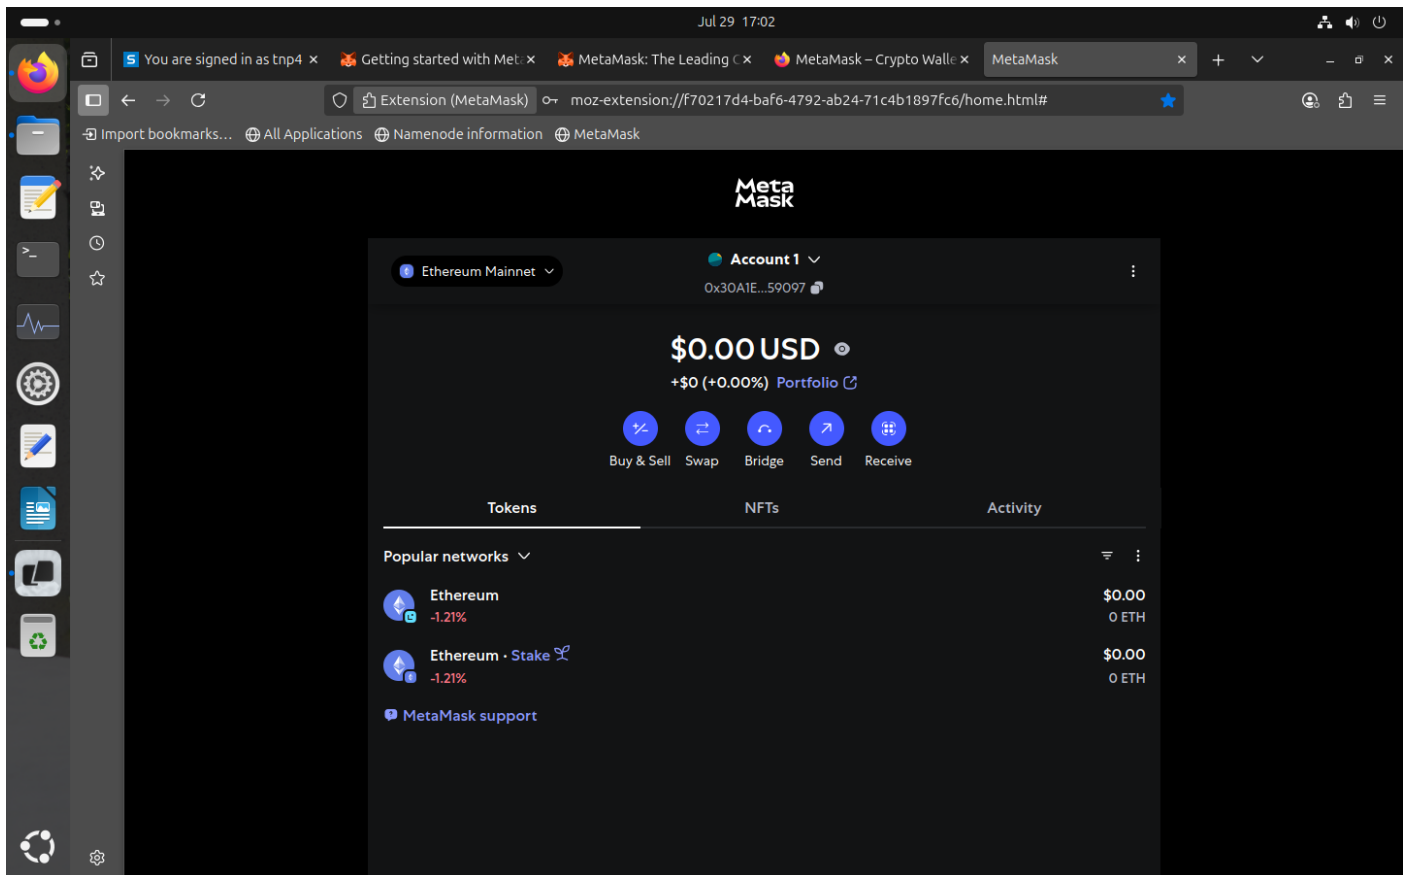 Jul 29 17:02
You are signed in as tnp4
Getting started with Met
MetaMask: The Leading C
MetaMask – Crypto Walle
MetaMask
Extension (MetaMask)
moz-extension://f70217d4-baf6-4792-ab24-71c4b1897fc6/home.html#
Import bookmarks...
All Applications
Namenode information
MetaMask
Meta
Mask
Ethereum Mainnet
Account 1
0x30A1E...59097
$0.00 USD
+$0 (+0.00%) Portfolio
Buy & Sell
Swap
Bridge
Send
Receive
Tokens
NFTs
Activity
Popular networks
Ethereum
$0.00
-1.21%
0 ETH
Ethereum • Stake
$0.00
-1.21%
0 ETH
MetaMask support